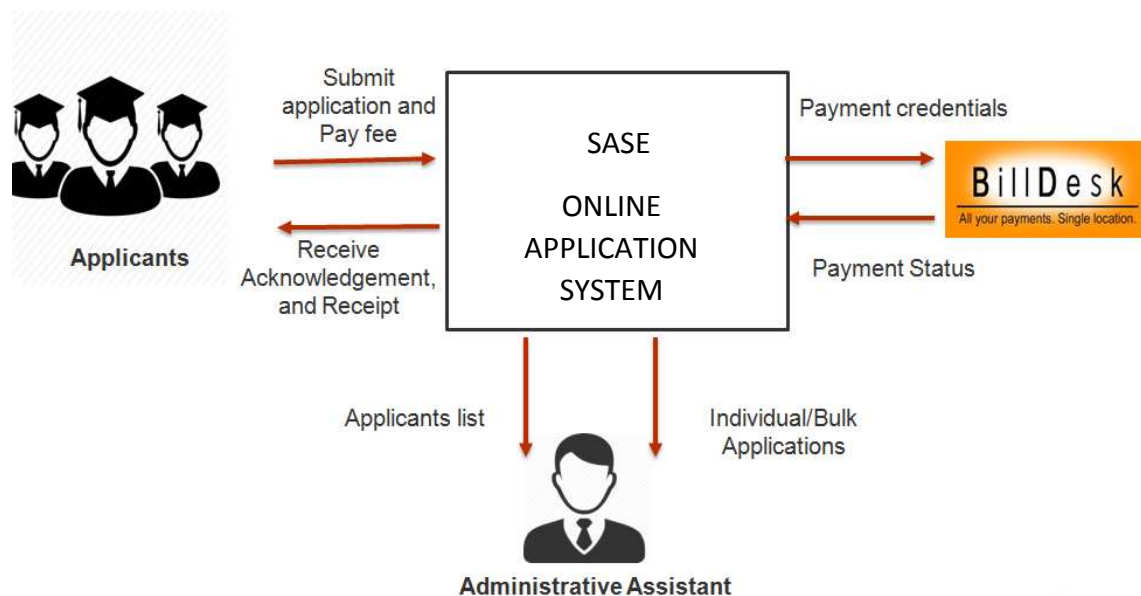 Submit
application and
Pay fee
Applicants
Receive
Acknowledgement,
and Receipt
SASE
ONLINE
APPLICATION
SYSTEM
Payment credentials
BillDesk
All your payments. Single location.
Payment Status
Applicants list
Individual/Bulk
Applications
Administrative Assistant